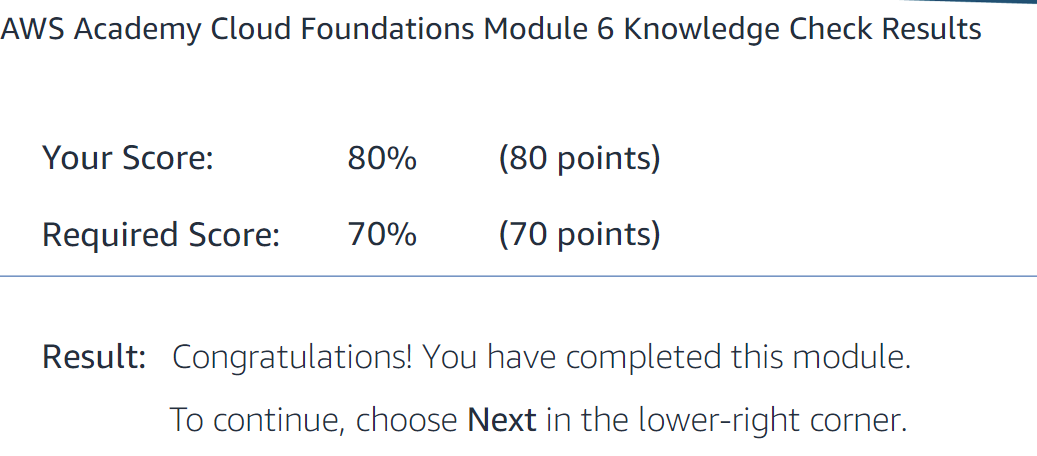 AWS Academy Cloud Foundations Module 6 Knowledge Check Results
Your Score: 80% (80 points)
Required Score: 70% (70 points)
Result: Congratulations! You have completed this module.
To continue, choose Next in the lower-right corner.